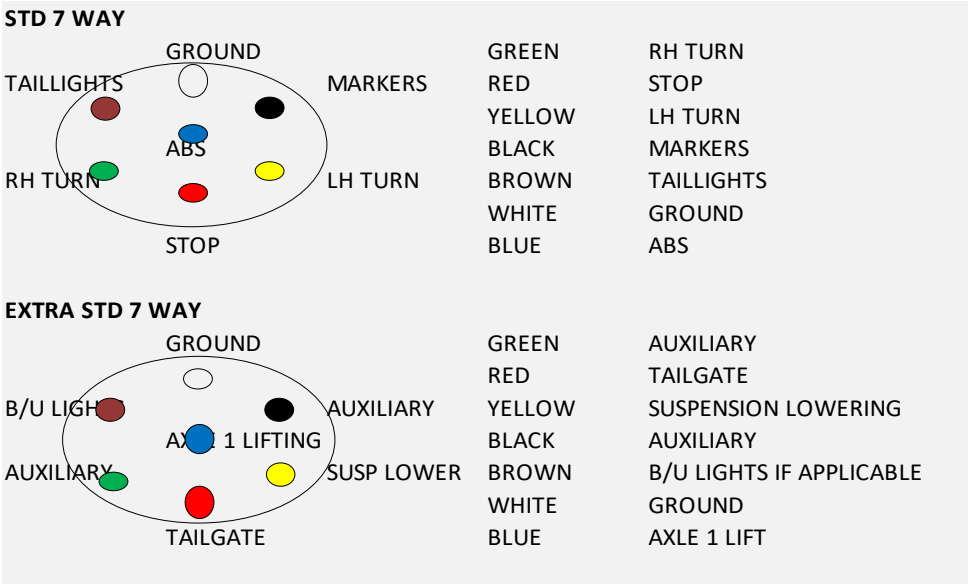 STD 7 WAY
GROUND GREEN RH TURN
TAILLIGHTS MARKERS RED STOP
YELLOW LH TURN
ABS BLACK MARKERS
RH TURN LH TURN BROWN TAILLIGHTS
WHITE GROUND
STOP BLUE ABS
EXTRA STD 7 WAY
GROUND GREEN AUXILIARY
RED TAILGATE
B/U LIGHTS AUXILIARY YELLOW SUSPENSION LOWERING
AXLE 1 LIFTING BLACK AUXILIARY
AUXILIARY SUSP LOWER BROWN B/U LIGHTS IF APPLICABLE
WHITE GROUND
TAILGATE BLUE AXLE 1 LIFT